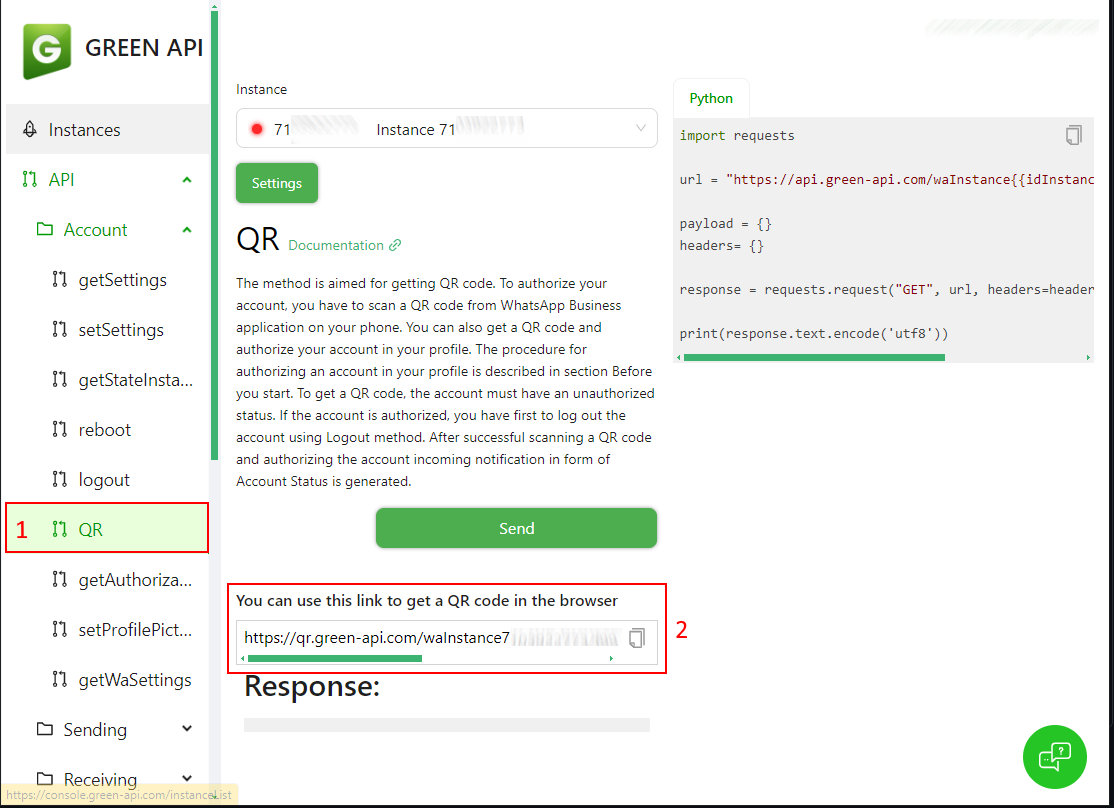 GREEN API
Instances
API
Account
getSettings
setSettings
getStateInsta...
reboot
logout
1
QR
getAuthoriza...
setProfilePict...
getWaSettings
Sending
Receiving
https://console.green-api.com/instanceList
Instance
71 Instance 71
Settings
QR Documentation
The method is aimed for getting QR code. To authorize your
account, you have to scan a QR code from WhatsApp Business
application on your phone. You can also get a QR code and
authorize your account in your profile. The procedure for
authorizing an account in your profile is described in section Before
you start. To get a QR code, the account must have an unauthorized
status. If the account is authorized, you have first to log out the
account using Logout method. After successful scanning a QR code
and authorizing the account incoming notification in form of
Account Status is generated.
Send
You can use this link to get a QR code in the browser
https://qr.green-api.com/waInstance7
2
Response:
Python
import requests
url = "https://api.green-api.com/waInstance{{idInstanc
payload = {}
headers= {}
response = requests.request("GET", url, headers=header
print(response.text.encode('utf8'))